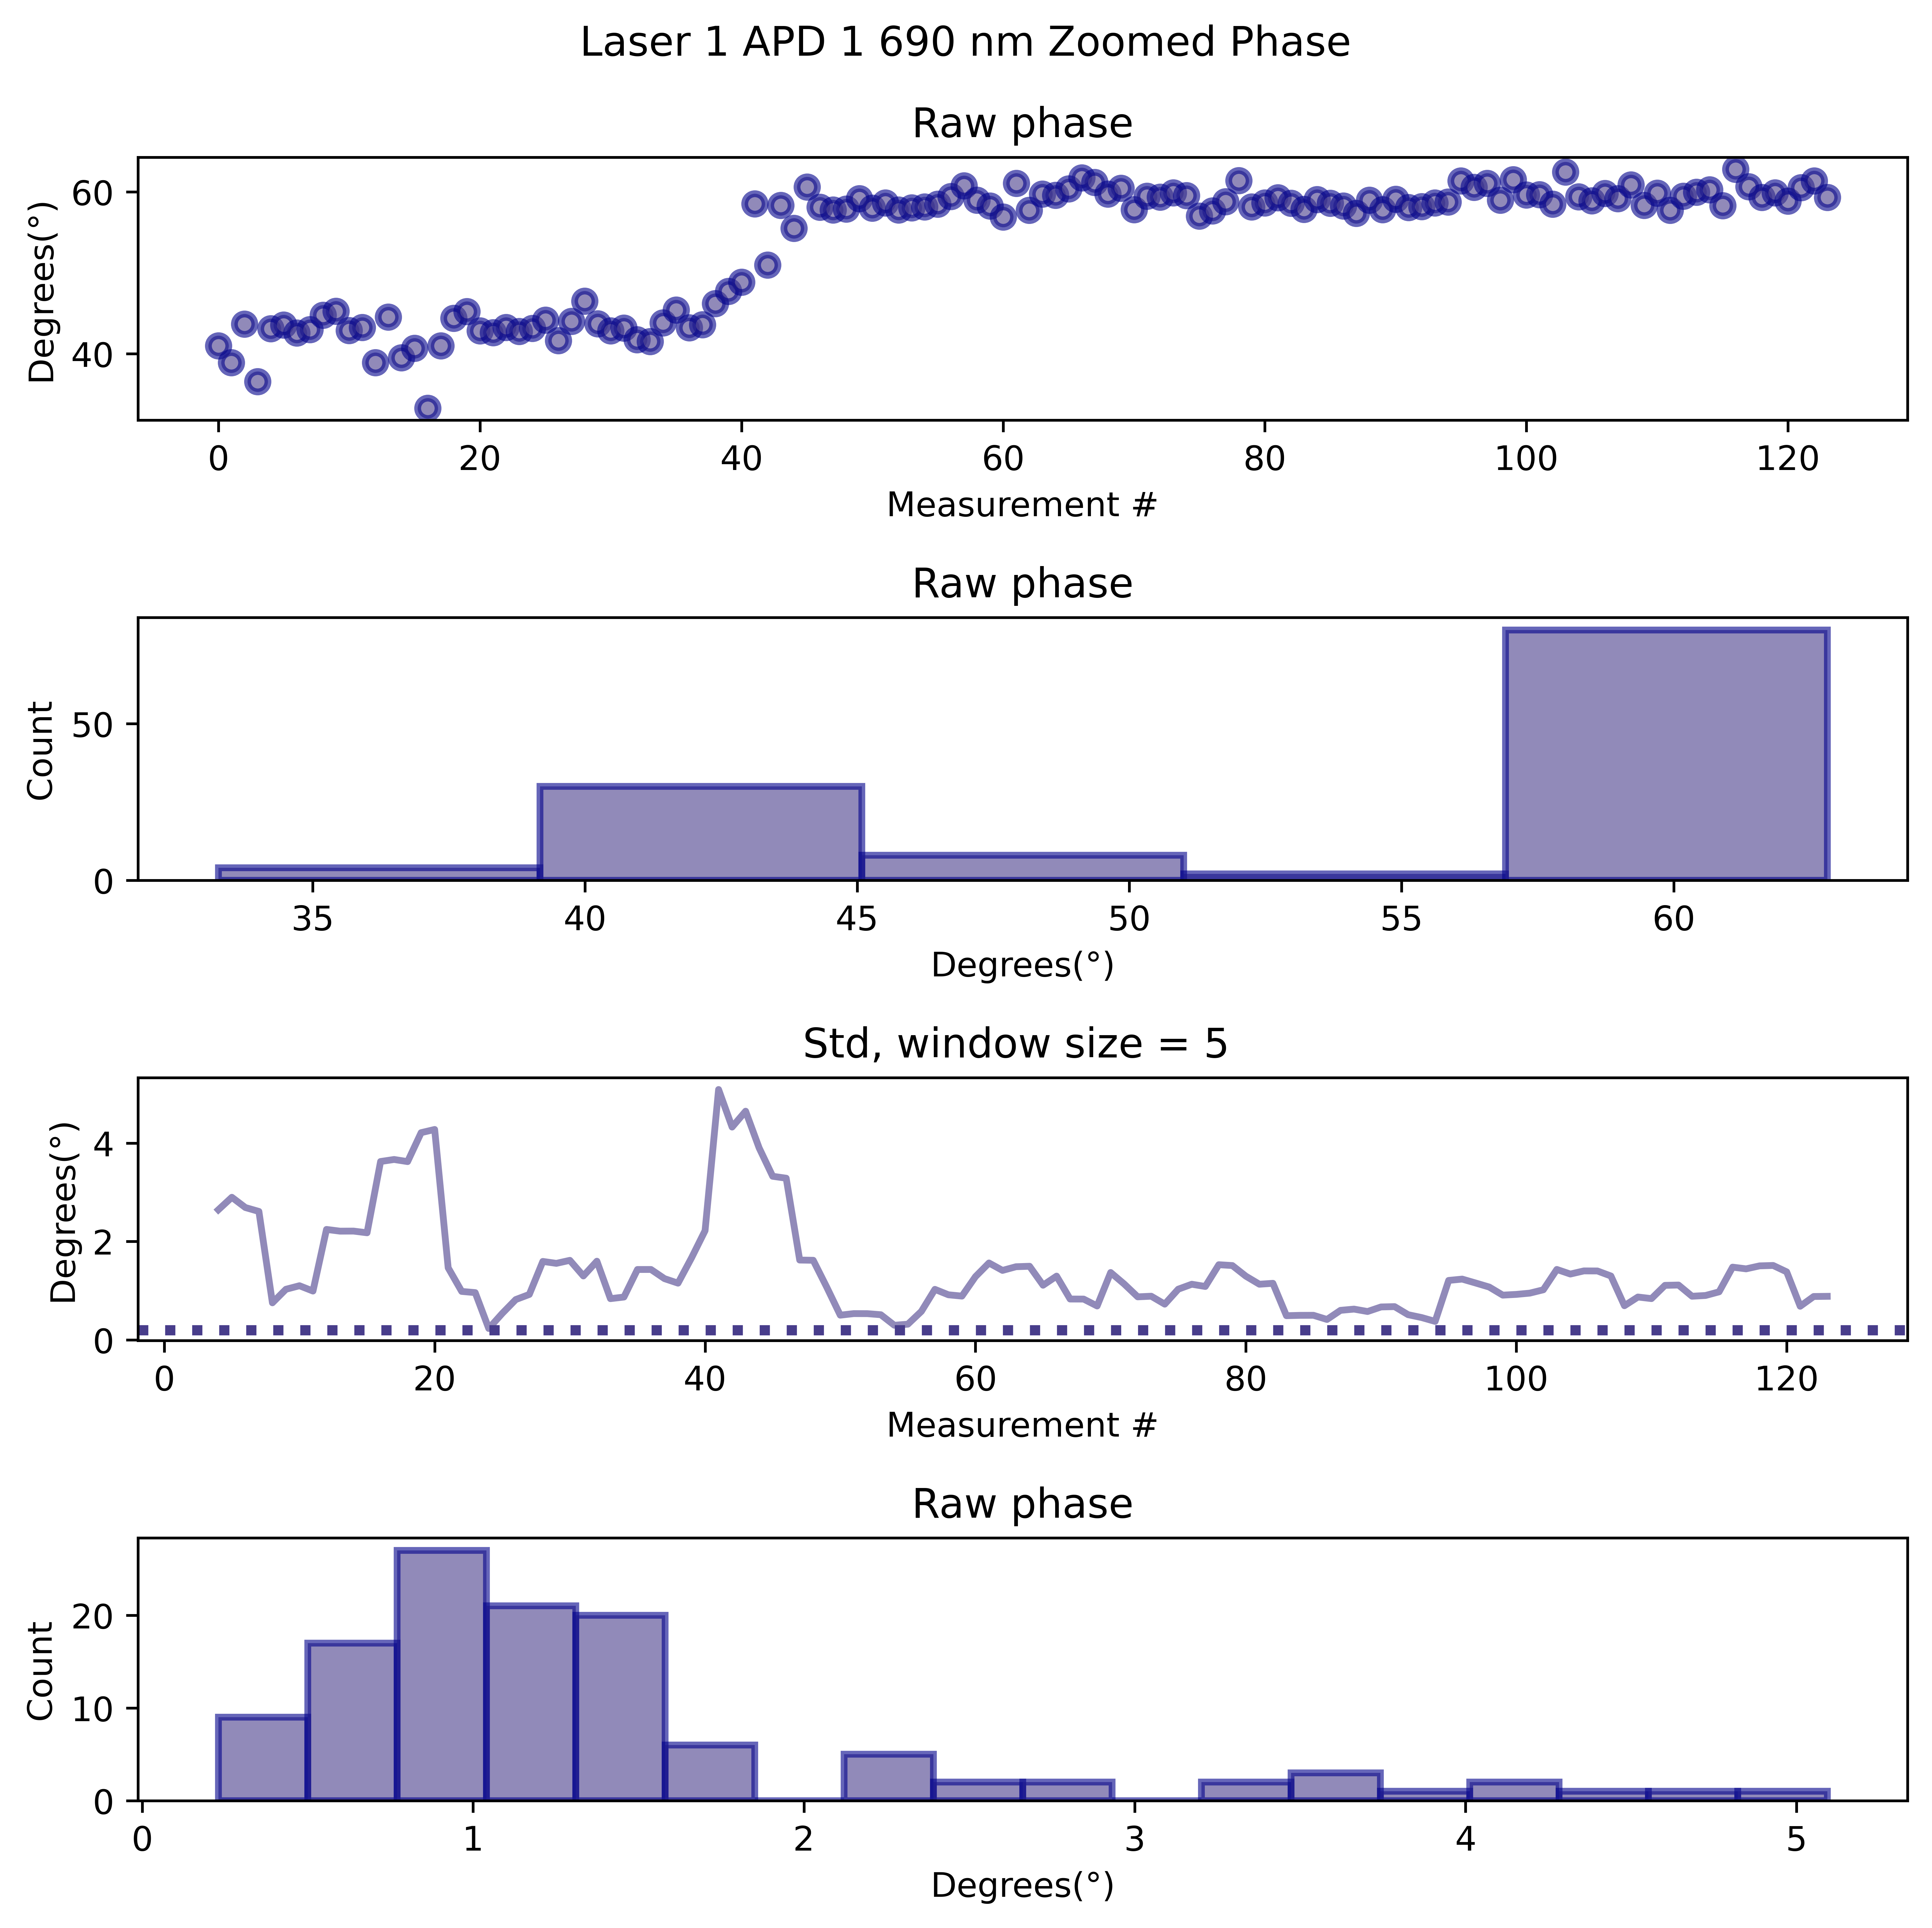 Laser 1 APD 1 690 nm Zoomed Phase
Raw phase
Degrees(°)
60
40
0 20 40 60 80 100 120
Measurement #
Raw phase
Count
50
0
35 40 45 50 55 60
Degrees(°)
Std, window size = 5
Degrees(°)
4
2
0
0 20 40 60 80 100 120
Measurement #
Raw phase
Count
20
10
0
0 1 2 3 4 5
Degrees(°)